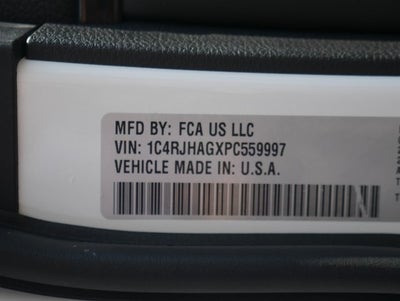 MFD BY: FCA US LLC
VIN: 1C4RJHAGXPC559997
VEHICLE MADE IN: U.S.A.